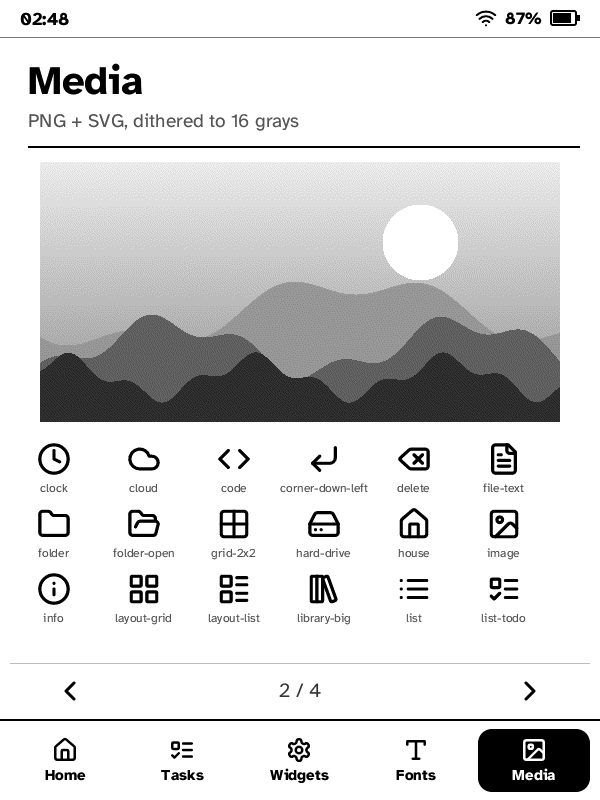 02:48 87%
Media
PNG + SVG, dithered to 16 grays
clock cloud code corner-down-left delete file-text
folder folder-open grid-2x2 hard-drive house image
info layout-grid layout-list library-big list list-todo
2 / 4
Home Tasks Widgets Fonts Media